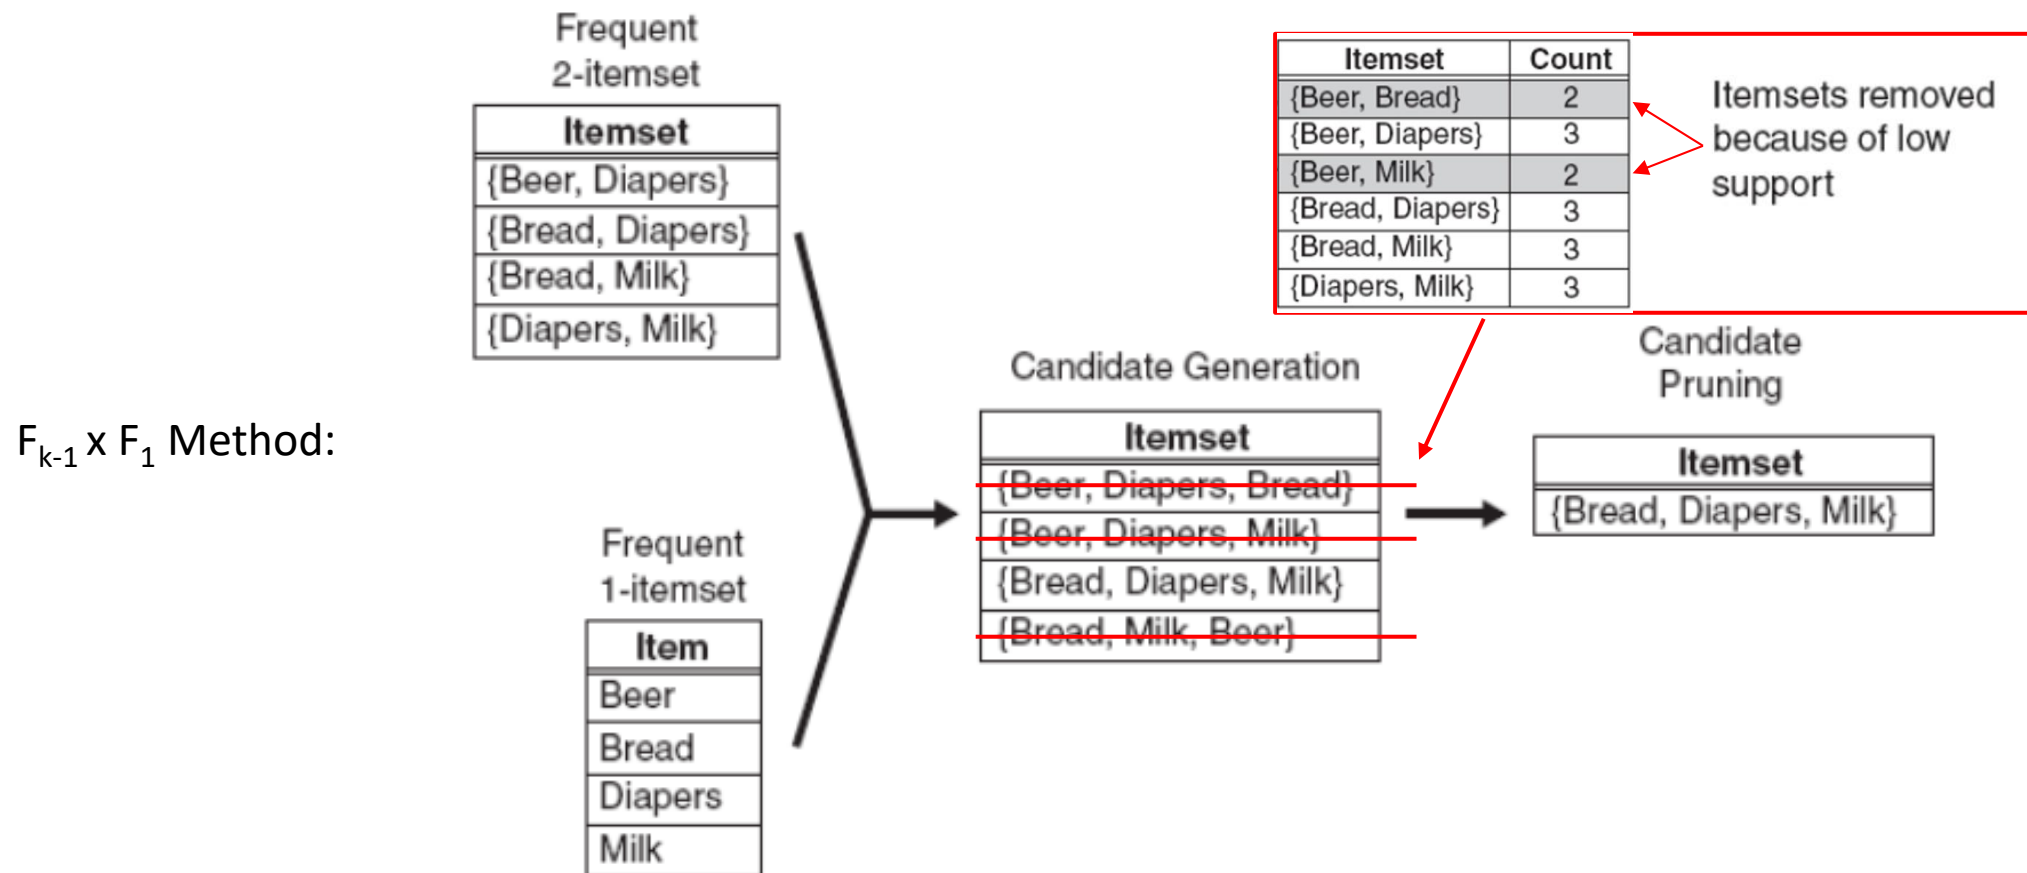 Frequent
2-itemset
Itemset
{Beer, Diapers}
{Bread, Diapers}
{Bread, Milk}
{Diapers, Milk}
Itemset Count
{Beer, Bread} 2
{Beer, Diapers} 3
{Beer, Milk} 2
{Bread, Diapers} 3
{Bread, Milk} 3
{Diapers, Milk} 3
Itemsets removed
because of low
support
F_{k-1} x F_1 Method:
Frequent
1-itemset
Item
Beer
Bread
Diapers
Milk
Candidate Generation
Itemset
{Beer, Diapers, Bread}
{Beer, Diapers, Milk}
{Bread, Diapers, Milk}
{Bread, Milk, Beer}
Candidate
Pruning
Itemset
{Bread, Diapers, Milk}